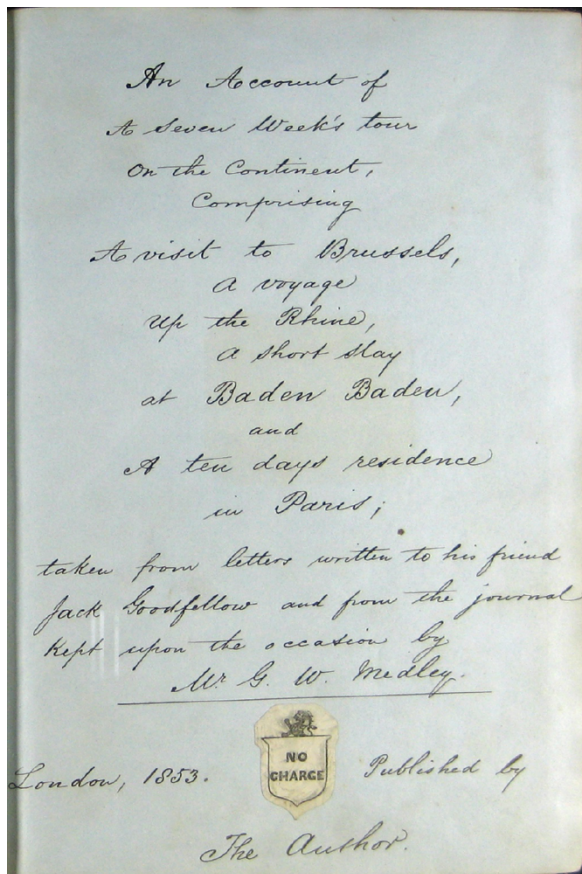 An Account of
A Seven Week's tour
On the Continent,
Comprising
A visit to Brussels,
A voyage
Up the Rhine,
A short stay
at Baden Baden,
and
A ten days residence
in Paris;
taken from letters written to his friend
Jack Goodfellow and from the journal
Kept upon the occasion by
Mr. G. W. Medley.
NO
CHARGE
London, 1853. Published by
The Author.